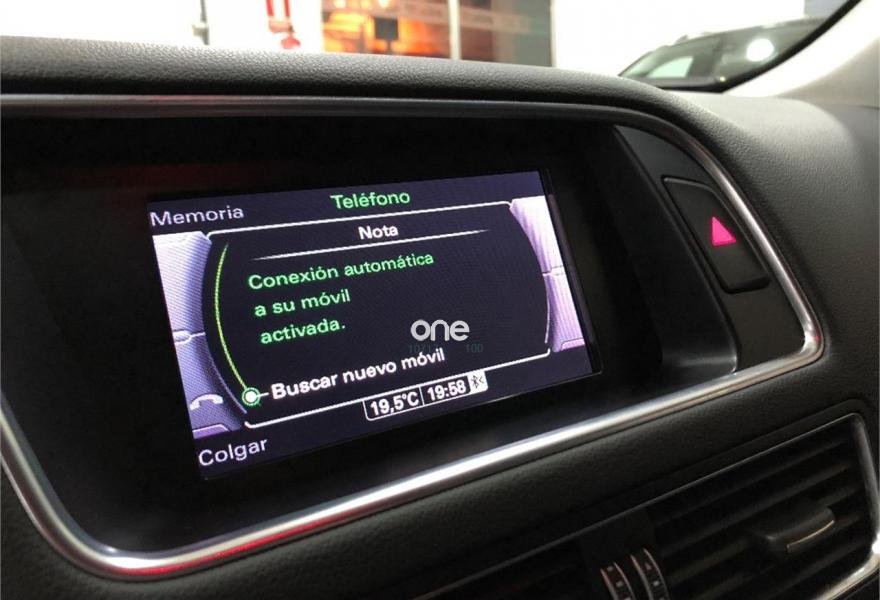 Memoria
Teléfono
Nota
Conexión automática
a su móvil
activada.
one
Buscar nuevo móvil
19,5°C 19:58
Colgar